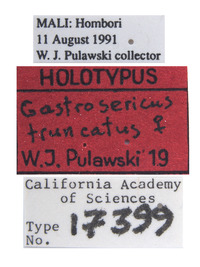 MALI: Hombori
11 August 1991
W. J. Pulawski collector
HOLOTYPUS
Gastrosericus
truncatus ♀
W. J. Pulawski 19
California Academy
of Sciences
Type
No. 17399